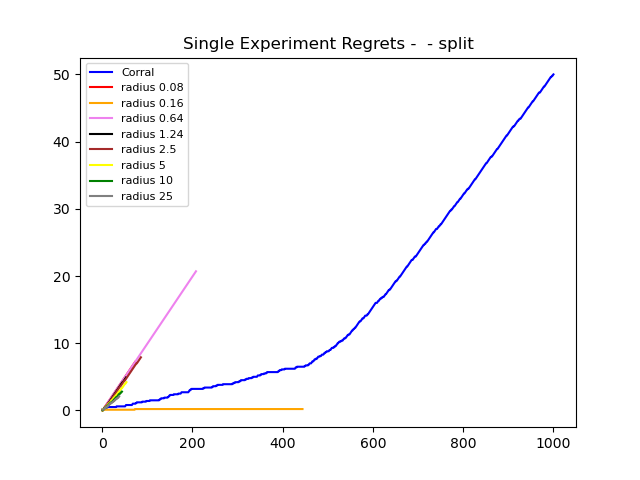 Single Experiment Regrets -  - split
Corral
radius 0.08
radius 0.16
radius 0.64
radius 1.24
radius 2.5
radius 5
radius 10
radius 25
50
40
30
20
10
0
0 200 400 600 800 1000